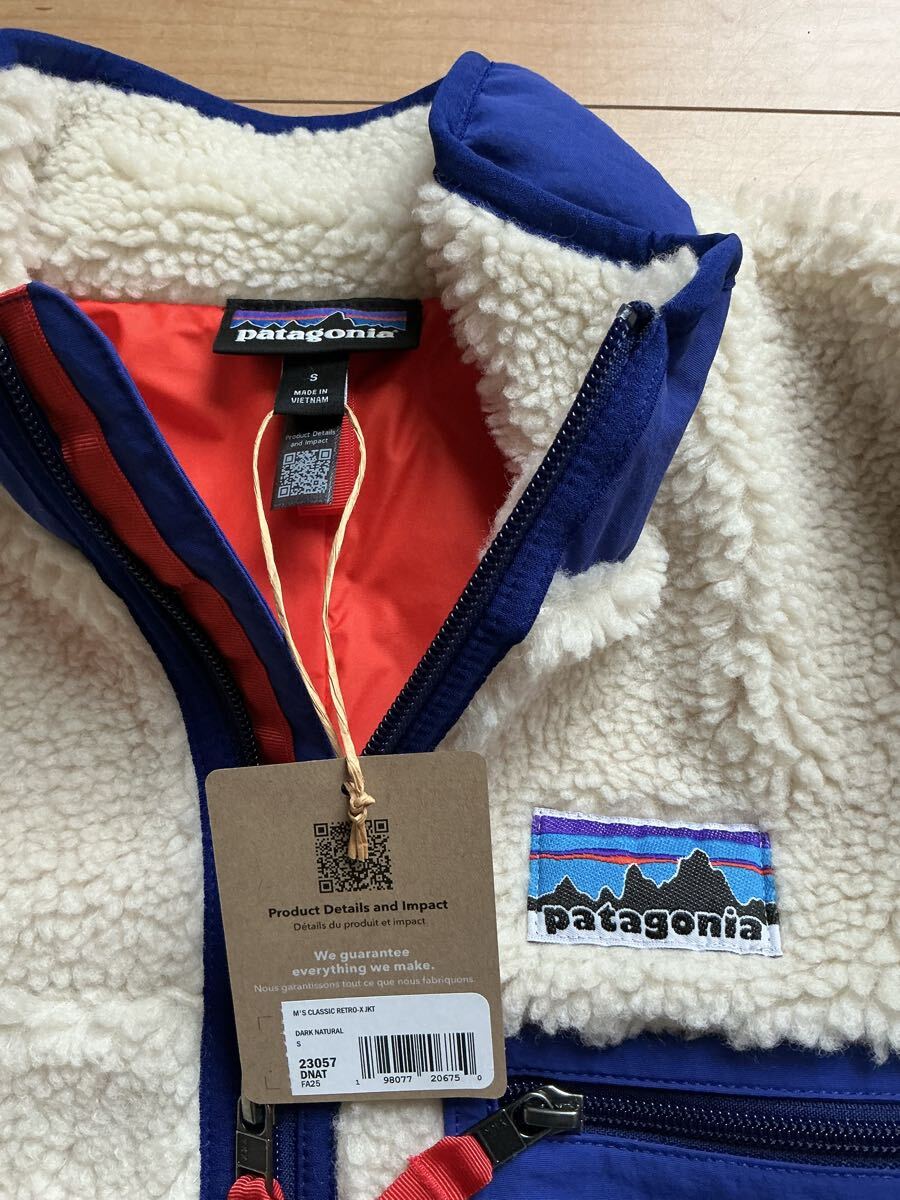 patagonia
S
MADE IN
VIETNAM
Product Details
and Impact
Product Details and Impact
Détails du produit et impact
We guarantee
everything we make.
Nous garantissons tout ce que nous fabriquons.
M'S CLASSIC RETRO-X JKT
DARK NATURAL
S
23057
DNAT
FA25
1 98077 20675 0
patagonia